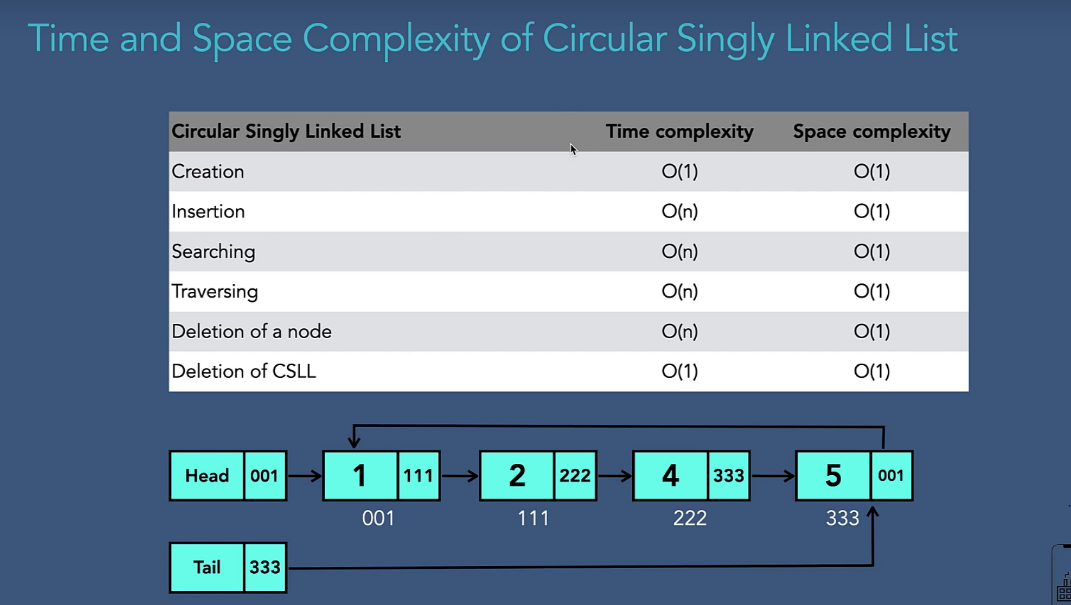 Time and Space Complexity of Circular Singly Linked List
Circular Singly Linked List Time complexity Space complexity
Creation O(1) O(1)
Insertion O(n) O(1)
Searching O(n) O(1)
Traversing O(n) O(1)
Deletion of a node O(n) O(1)
Deletion of CSLL O(1) O(1)
Head 001 1 111 2 222 4 333 5 001
001 111 222 333
Tail 333